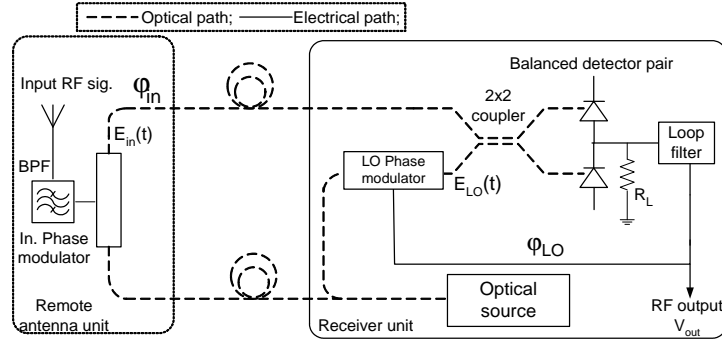 Optical path; Electrical path;
Input RF sig.
φin
Ein(t)
BPF
In. Phase
modulator
Remote
antenna unit
Balanced detector pair
2x2
coupler
LO Phase
modulator
ELO(t)
RL
Loop
filter
φLO
Optical
source
Receiver unit
RF output
Vout